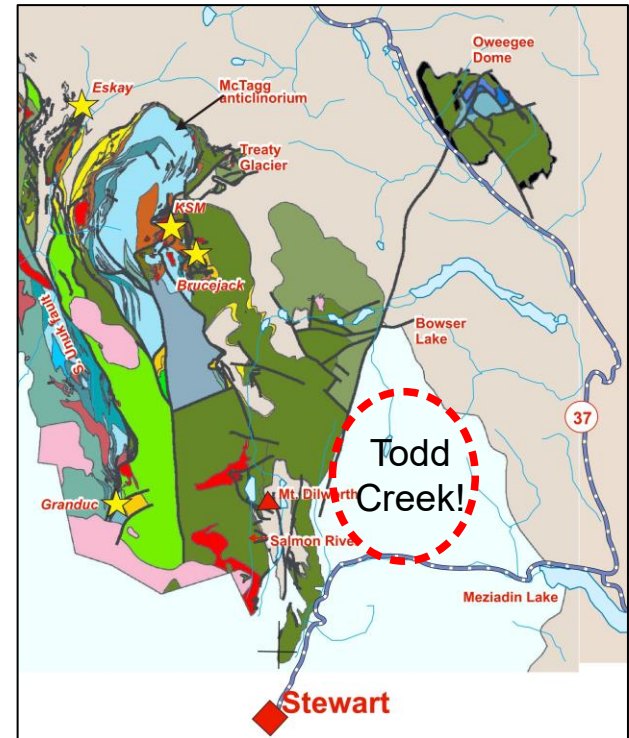 Oweegee
Dome
Eskay
McTagg
anticlinorium
Treaty
Glacier
KSM
Brucejack
S. Unuk fault
Bowser
Lake
37
Todd
Creek!
Granduc
Mt. Dilworth
Salmon River
Meziadin Lake
Stewart